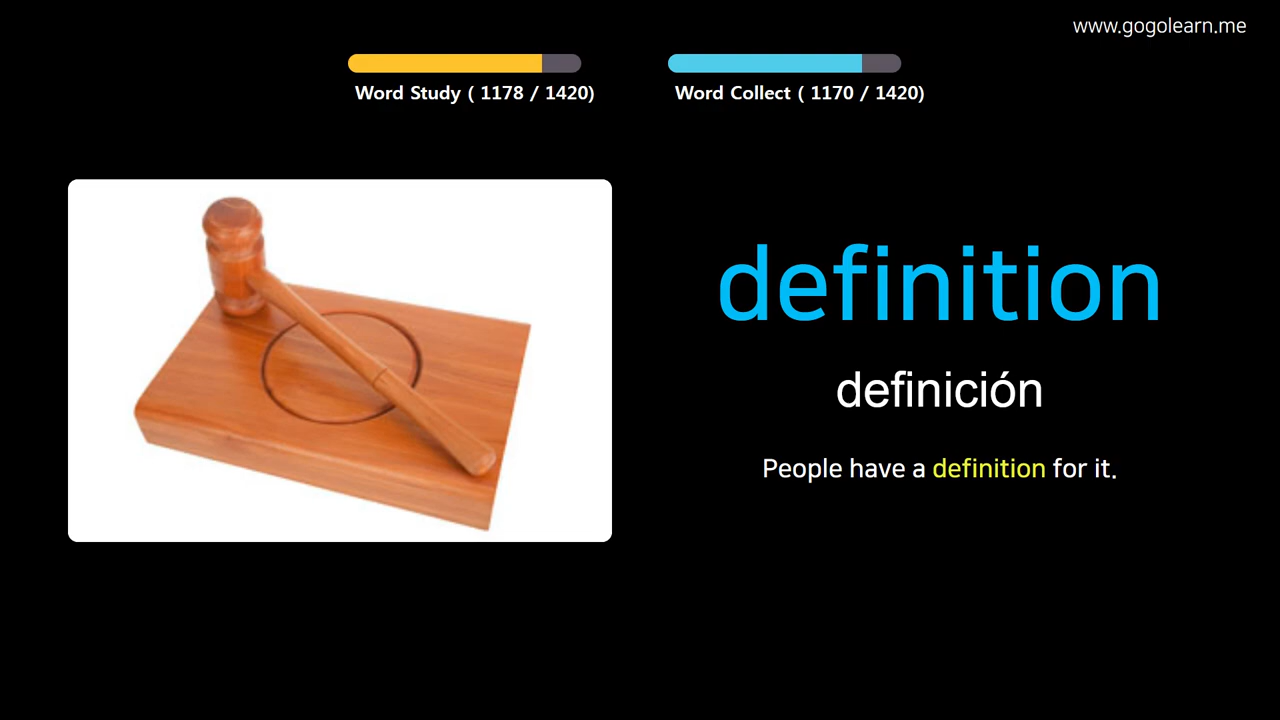 www.gogolearn.me
Word Study ( 1178 / 1420)
Word Collect ( 1170 / 1420)
definition
definición
People have a definition for it.